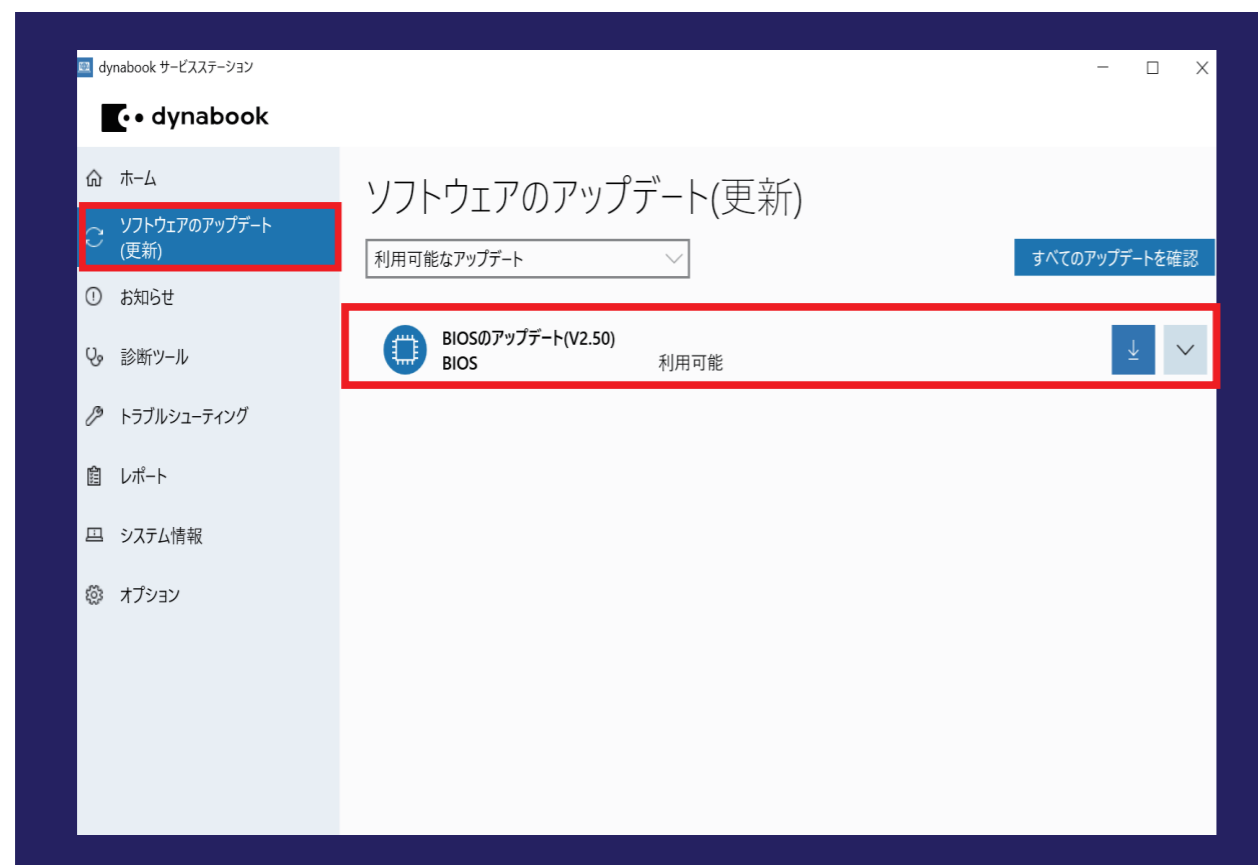 dynabook サービスステーション
dynabook
ホーム
ソフトウェアのアップデート
(更新)
お知らせ
診断ツール
トラブルシューティング
レポート
システム情報
オプション
ソフトウェアのアップデート(更新)
利用可能なアップデート
すべてのアップデートを確認
BIOSのアップデート(V2.50)
BIOS 利用可能